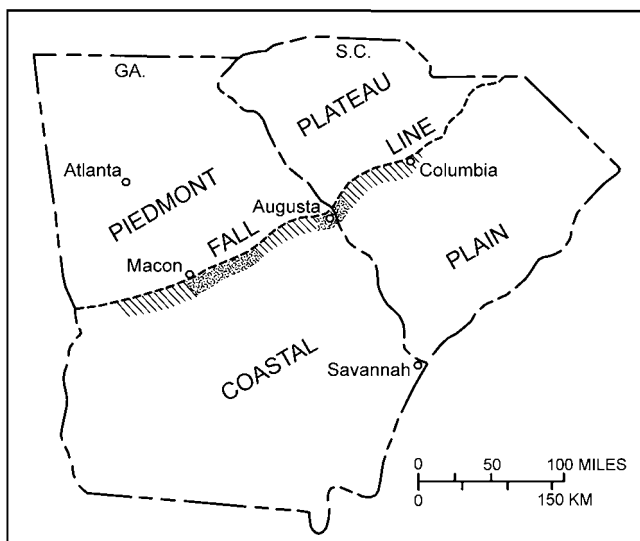 GA.
S.C.
PLATEAU
LINE
Atlanta
Columbia
PIEDMONT
Augusta
FALL
Macon
PLAIN
COASTAL
Savannah
0 50 100 MILES
0 150 KM